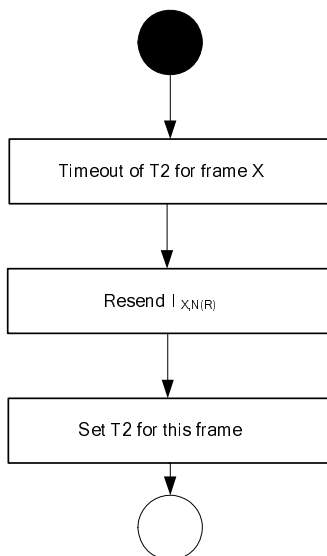 Timeout of T2 for frame X
Resend I X,N(R)
Set T2 for this frame